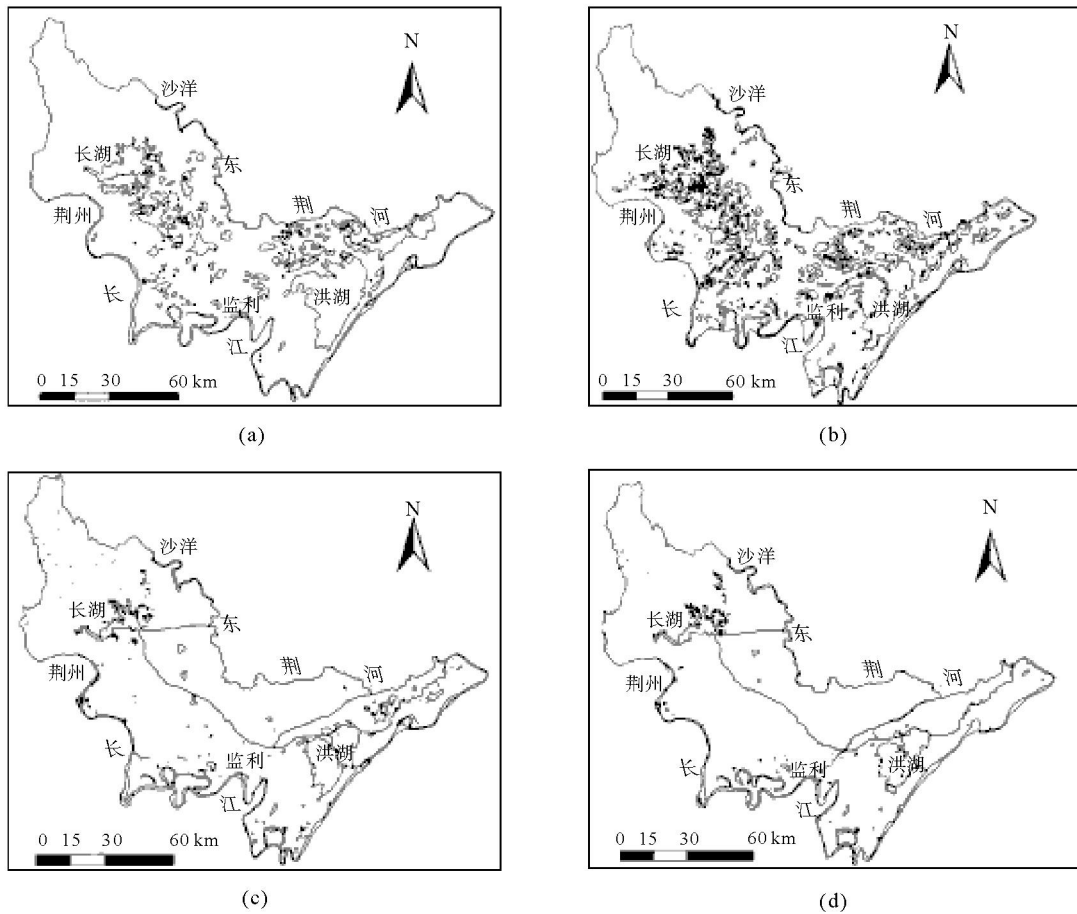 N
沙洋
长湖
东
荆州
荆
河
长
监利
洪湖
江
0 15 30 60 km
(a)
N
沙洋
长湖
东
荆州
荆
河
长
监利
洪湖
江
0 15 30 60 km
(b)
N
沙洋
长湖
东
荆州
荆
河
长
监利
洪湖
江
0 15 30 60 km
(c)
N
沙洋
长湖
东
荆州
荆
河
长
监利
洪湖
江
0 15 30 60 km
(d)